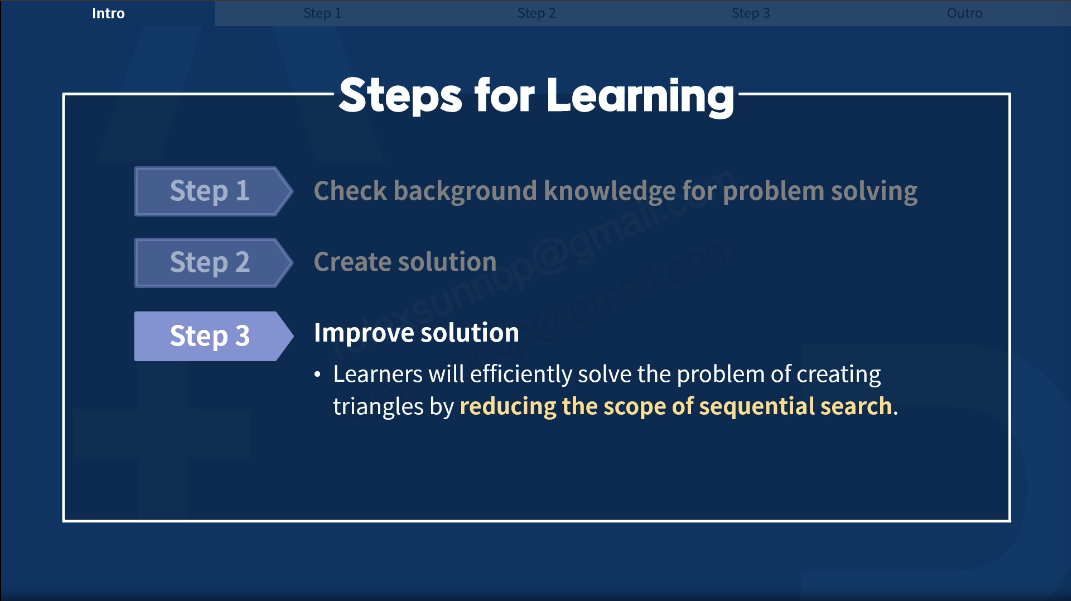 Intro Step 1 Step 2 Step 3 Outro
Steps for Learning
Step 1 Check background knowledge for problem solving
Step 2 Create solution
Step 3 Improve solution
• Learners will efficiently solve the problem of creating
triangles by reducing the scope of sequential search.